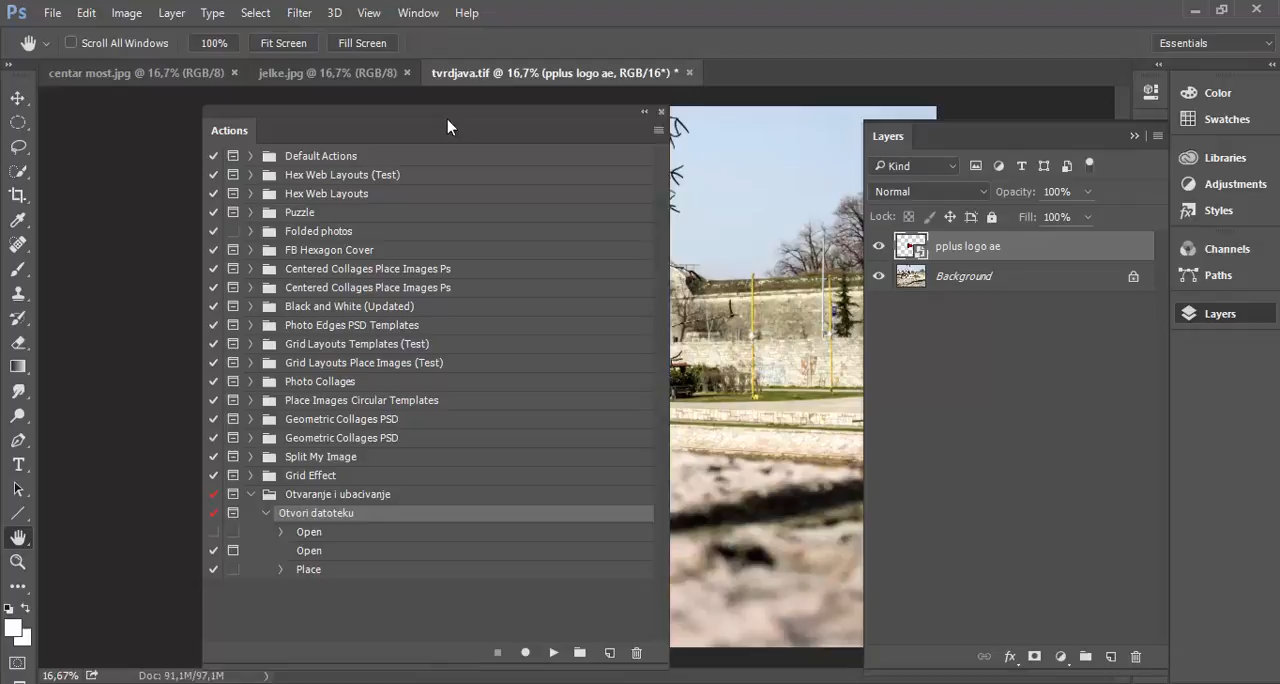 Ps File Edit Image Layer Type Select Filter 3D View Window Help
Scroll All Windows 100% Fit Screen Fill Screen Essentials
centar most.jpg @ 16,7% (RGB/8) × jelke.jpg @ 16,7% (RGB/8) × tvrdjava.tif @ 16,7% (pplus logo ae, RGB/16*) * ×
Actions
Default Actions
Hex Web Layouts (Test)
Hex Web Layouts
Puzzle
Folded photos
FB Hexagon Cover
Centered Collages Place Images Ps
Centered Collages Place Images Ps
Black and White (Updated)
Photo Edges PSD Templates
Grid Layouts Templates (Test)
Grid Layouts Place Images (Test)
Photo Collages
Place Images Circular Templates
Geometric Collages PSD
Geometric Collages PSD
Split My Image
Grid Effect
Otvaranje i ubacivanje
Otvori datoteku
Open
Open
Place
Layers
Kind
Normal Opacity: 100%
Lock: Fill: 100%
pplus logo ae
Background
Color
Swatches
Libraries
Adjustments
Styles
Channels
Paths
Layers
16,67% Doc: 91,1M/97,1M